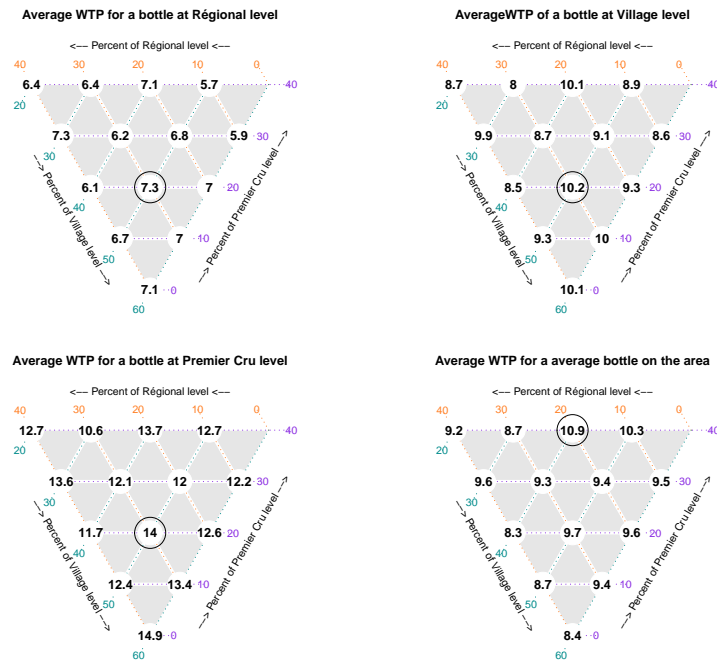 Average WTP for a bottle at Régional level
<−− Percent of Régional level <−−
40 30 20 10 0
6.4 6.4 7.1 5.7 40
20
7.3 6.2 6.8 5.9 30
30
6.1 7.3 7 20
40
6.7 7 10
50
7.1 0
60
−−> Percent of Village level −−>
−−> Percent of Premier Cru level −−>
AverageWTP of a bottle at Village level
<−− Percent of Régional level <−−
40 30 20 10 0
8.7 8 10.1 8.9 40
20
9.9 8.7 9.1 8.6 30
30
8.5 10.2 9.3 20
40
9.3 10 10
50
10.1 0
60
−−> Percent of Village level −−>
−−> Percent of Premier Cru level −−>
Average WTP for a bottle at Premier Cru level
<−− Percent of Régional level <−−
40 30 20 10 0
12.7 10.6 13.7 12.7 40
20
13.6 12.1 12 12.2 30
30
11.7 14 12.6 20
40
12.4 13.4 10
50
14.9 0
60
−−> Percent of Village level −−>
−−> Percent of Premier Cru level −−>
Average WTP for a average bottle on the area
<−− Percent of Régional level <−−
40 30 20 10 0
9.2 8.7 10.9 10.3 40
20
9.6 9.3 9.4 9.5 30
30
8.3 9.7 9.6 20
40
8.7 9.4 10
50
8.4 0
60
−−> Percent of Village level −−>
−−> Percent of Premier Cru level −−>